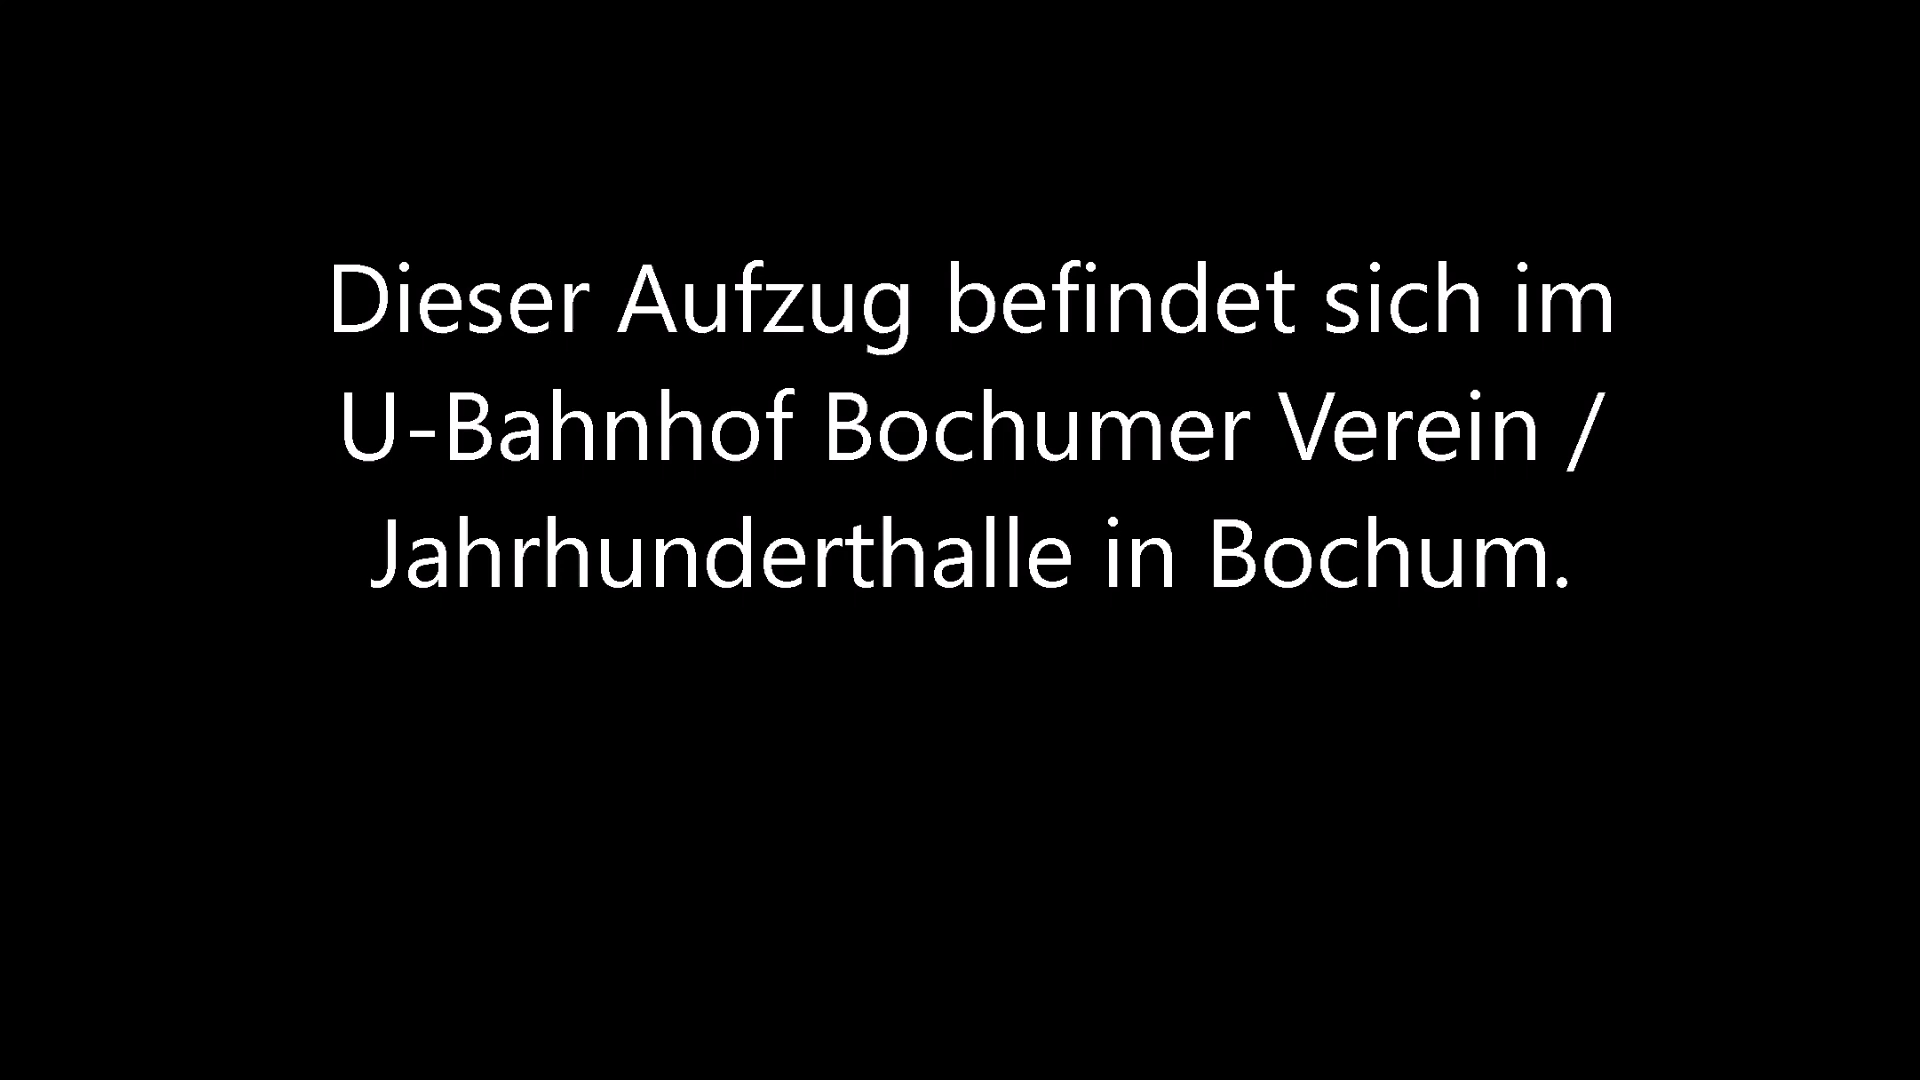 Dieser Aufzug befindet sich im
U-Bahnhof Bochumer Verein /
Jahrhunderthalle in Bochum.